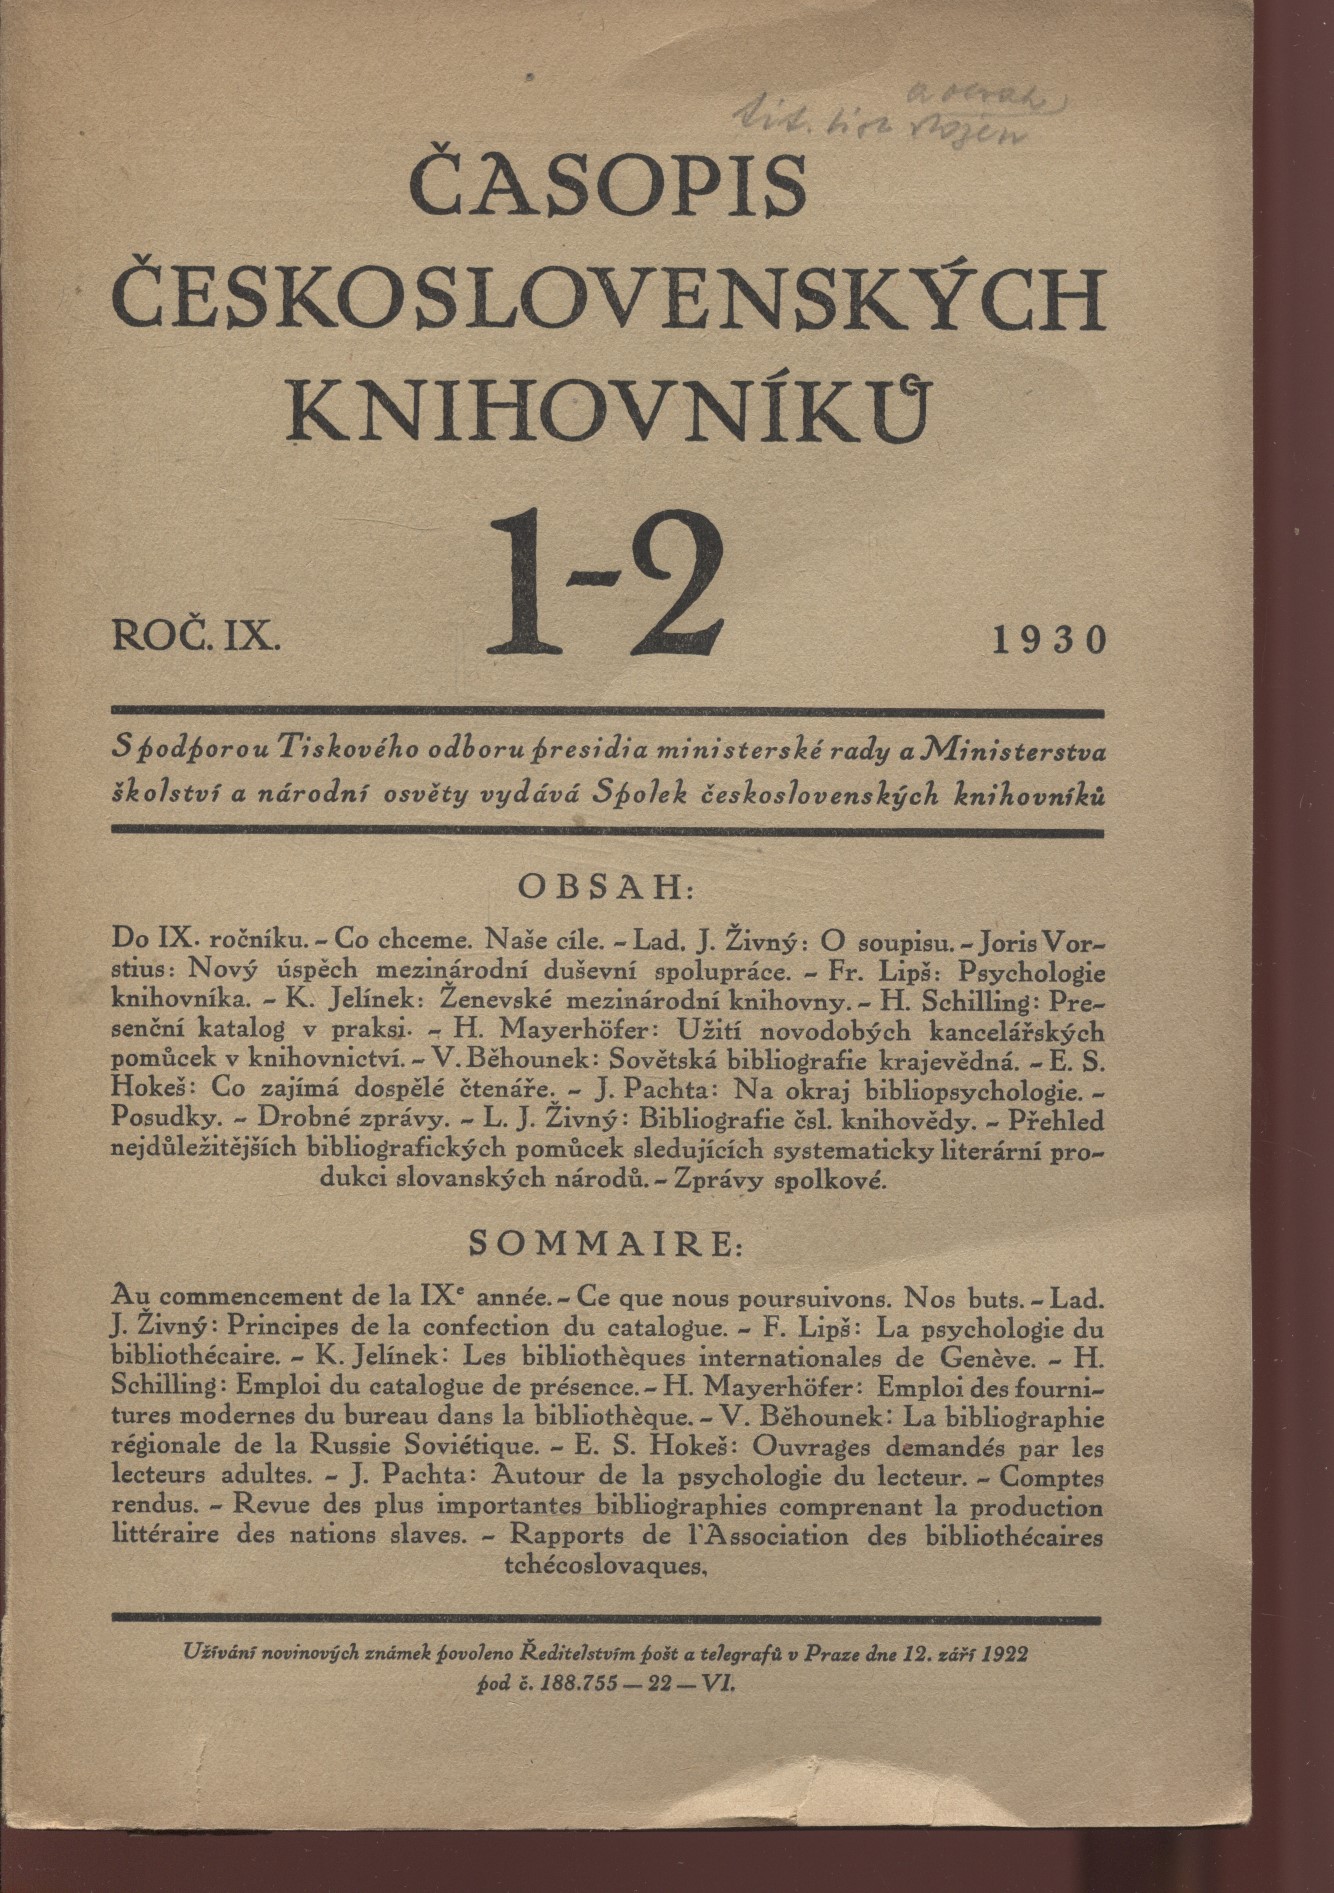 a obsah
tit. list vlojen
ČASOPIS
ČESKOSLOVENSKÝCH
KNIHOVNÍKŮ
1-2
ROČ. IX.
1930
S podporou Tiskového odboru presidia ministerské rady a Ministerstva
školství a národní osvěty vydává Spolek československých knihovníků
OBSAH:
Do IX. ročníku. - Co chceme. Naše cíle. - Lad. J. Živný: O soupisu. - Joris Vor-
stius: Nový úspěch mezinárodní duševní spolupráce. - Fr. Lipš: Psychologie
knihovníka. - K. Jelínek: Ženevské mezinárodní knihovny. - H. Schilling: Pre-
senční katalog v praksi. - H. Mayerhöfer: Užití novodobých kancelářských
pomůcek v knihovnictví. - V. Běhounek: Sovětská bibliografie krajevědná. - E. S.
Hokeš: Co zajímá dospělé čtenáře. - J. Pachta: Na okraj bibliopsychologie. -
Posudky. - Drobné zprávy. - L. J. Živný: Bibliografie čsl. knihovědy. - Přehled
nejdůležitějších bibliografických pomůcek sledujících systematicky literární pro-
dukci slovanských národů. - Zprávy spolkové.
SOMMAIRE:
Au commencement de la IXe année. - Ce que nous poursuivons. Nos buts. - Lad.
J. Živný: Principes de la confection du catalogue. - F. Lipš: La psychologie du
bibliothécaire. - K. Jelínek: Les bibliothèques internationales de Genève. - H.
Schilling: Emploi du catalogue de présence. - H. Mayerhöfer: Emploi des fourni-
tures modernes du bureau dans la bibliothèque. - V. Běhounek: La bibliographie
régionale de la Russie Soviétique. - E. S. Hokeš: Ouvrages demandés par les
lecteurs adultes. - J. Pachta: Autour de la psychologie du lecteur. - Comptes
rendus. - Revue des plus importantes bibliographies comprenant la production
littéraire des nations slaves. - Rapports de l'Association des bibliothécaires
tchécoslovaques.
Užívání novinových známek povoleno Ředitelstvím pošt a telegrafů v Praze dne 12. září 1922
pod č. 188.755 — 22 — VI.